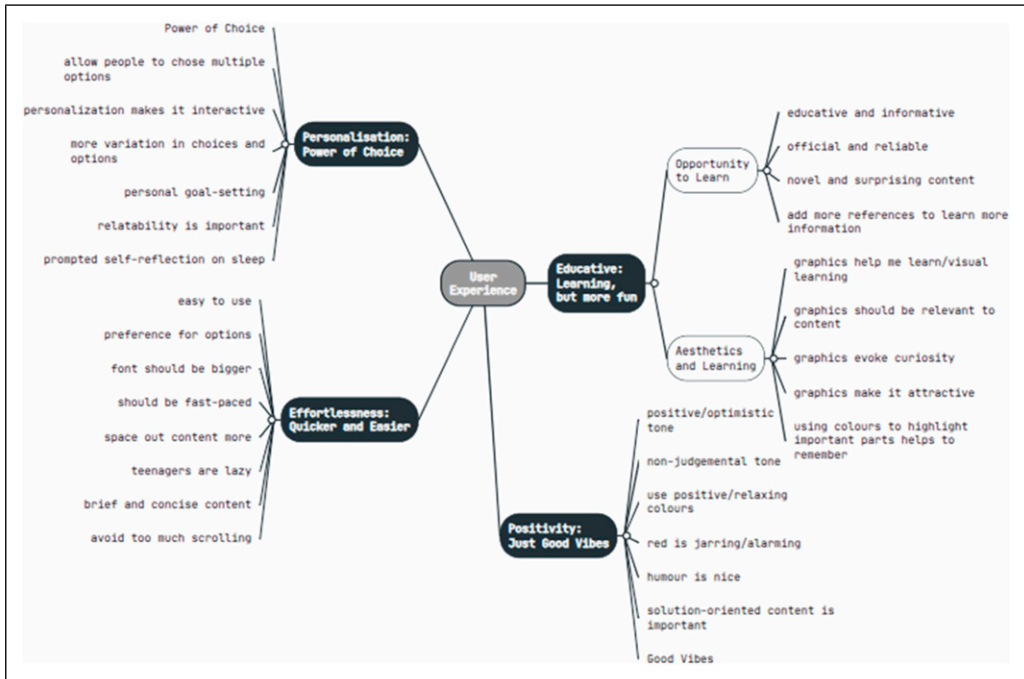 Power of Choice
allow people to chose multiple
options
personalization makes it interactive
more variation in choices and
options
personal goal-setting
relatability is important
prompted self-reflection on sleep
Personalisation:
Power of Choice
easy to use
preference for options
font should be bigger
should be fast-paced
space out content more
teenagers are lazy
brief and concise content
avoid too much scrolling
Effortlessness:
Quicker and Easier
User
Experience
Educative:
Learning,
but more fun
Opportunity
to Learn
educative and informative
official and reliable
novel and surprising content
add more references to learn more
information
Aesthetics
and Learning
graphics help me learn/visual
learning
graphics should be relevant to
content
graphics evoke curiosity
graphics make it attractive
using colours to highlight
important parts helps to
remember
Positivity:
Just Good Vibes
positive/optimistic
tone
non-judgemental tone
use positive/relaxing
colours
red is jarring/alarming
humour is nice
solution-oriented content is
important
Good Vibes